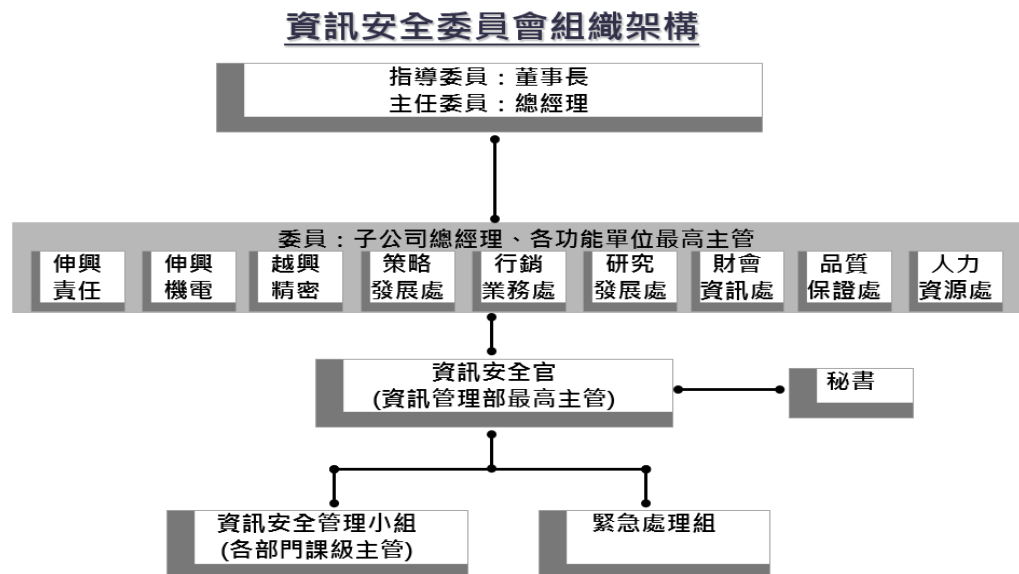 資訊安全委員會組織架構
指導委員：董事長
主任委員：總經理
委員：子公司總經理、各功能單位最高主管
伸興
責任
伸興
機電
越興
精密
策略
發展處
行銷
業務處
研究
發展處
財會
資訊處
品質
保證處
人力
資源處
資訊安全官
(資訊管理部最高主管)
秘書
資訊安全管理小組
(各部門課級主管)
緊急處理組